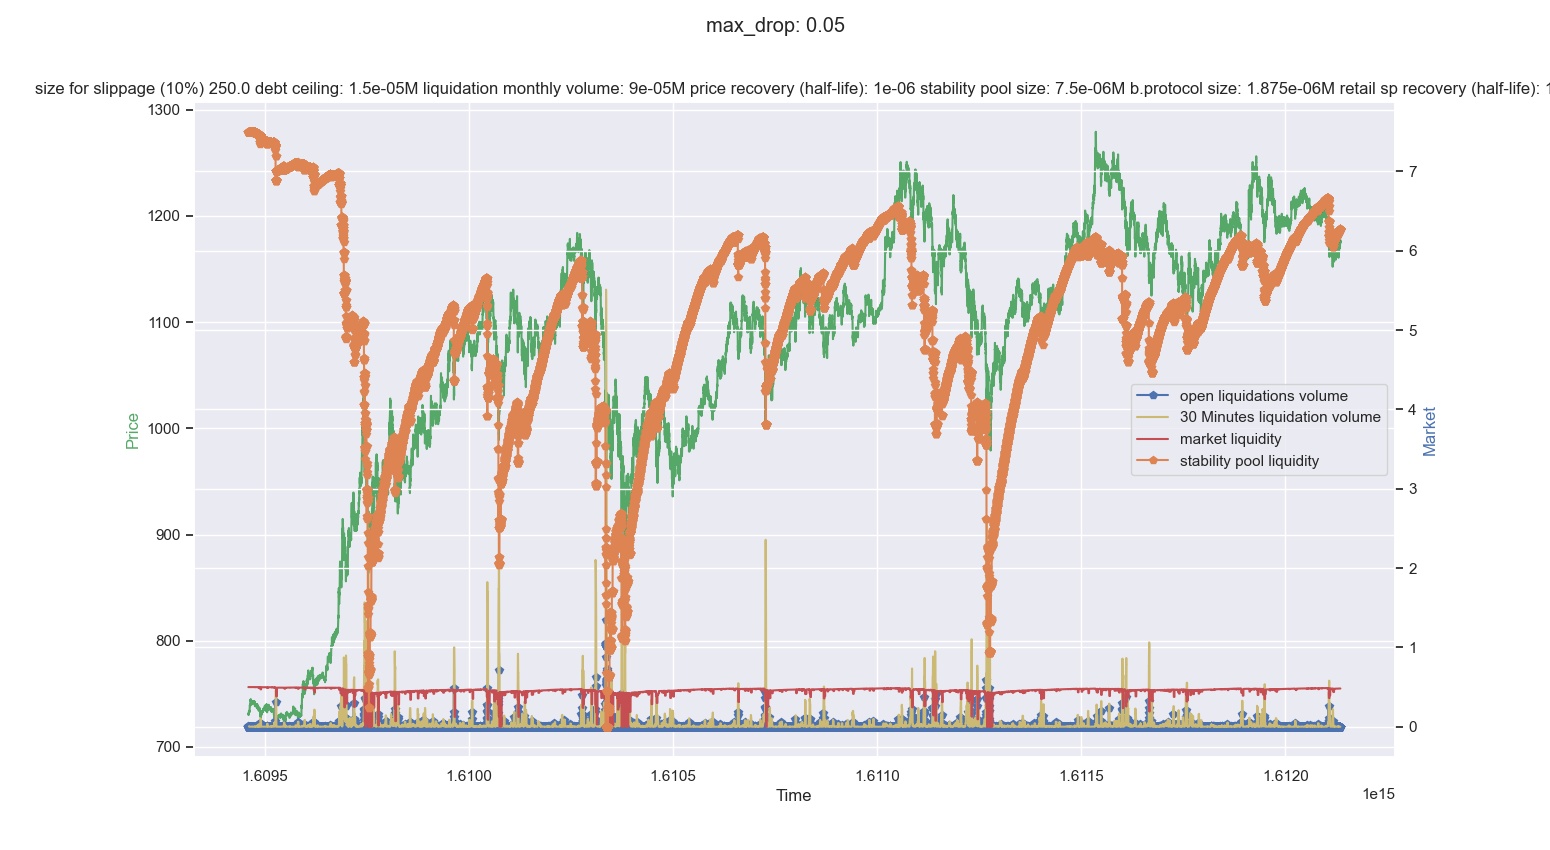 max_drop: 0.05
size for slippage (10%) 250.0 debt ceiling: 1.5e-05M liquidation monthly volume: 9e-05M price recovery (half-life): 1e-06 stability pool size: 7.5e-06M b.protocol size: 1.875e-06M retail sp recovery (half-life): 1
1300
1200
1100
1000
900
800
700
Price
7
6
5
4
3
2
1
0
Market
open liquidations volume
30 Minutes liquidation volume
market liquidity
stability pool liquidity
1.6095 1.6100 1.6105 1.6110 1.6115 1.6120
Time
1e15